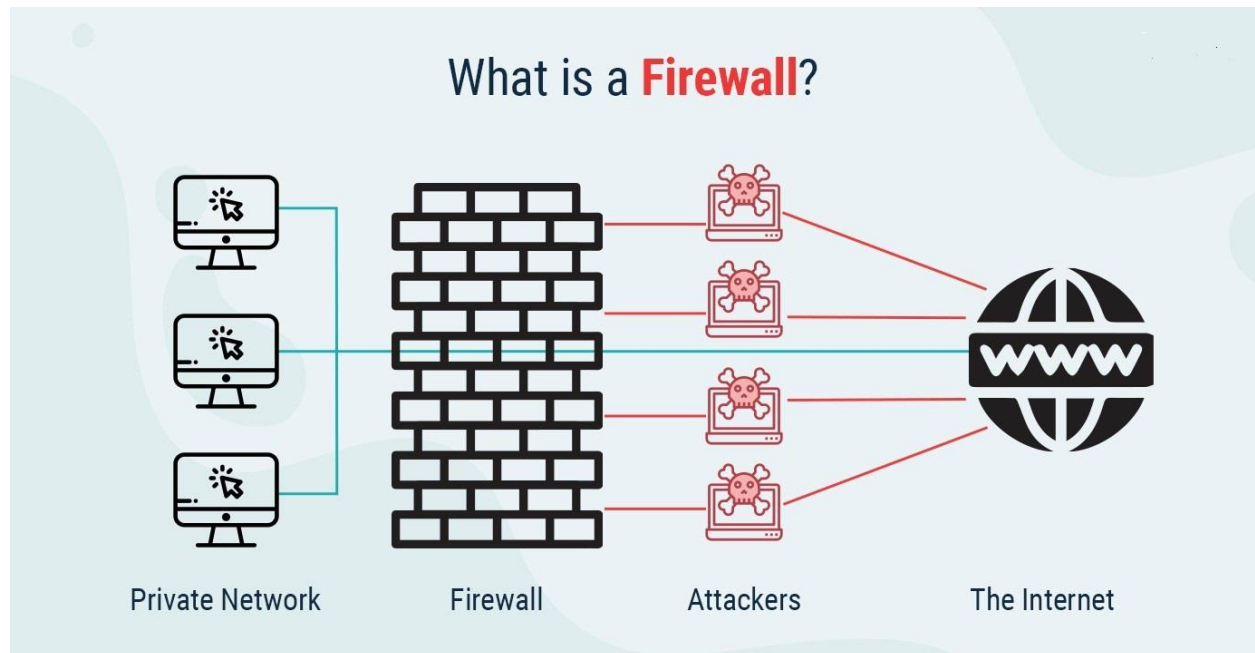 What is a Firewall?
WWW
Private Network
Firewall
Attackers
The Internet